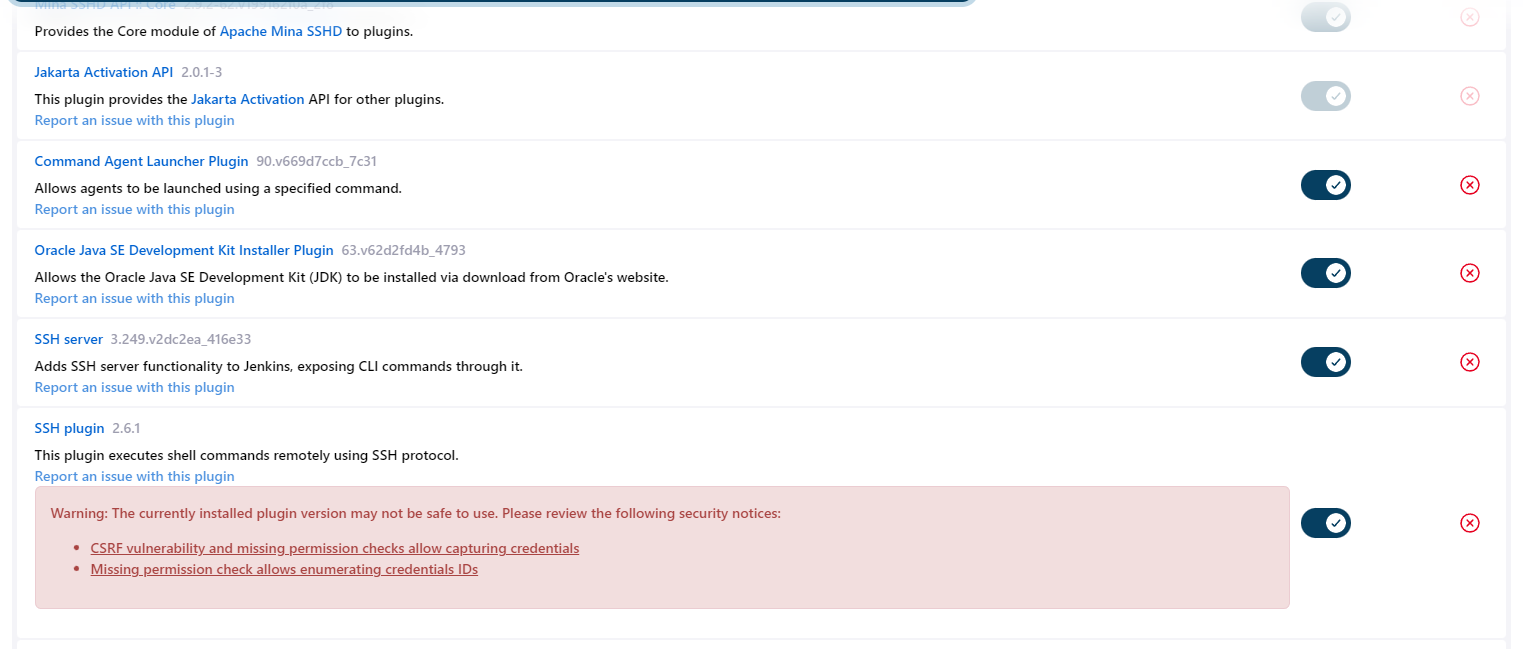 Mina SSHD API :: Core
Provides the Core module of Apache Mina SSHD to plugins.
Jakarta Activation API 2.0.1-3
This plugin provides the Jakarta Activation API for other plugins.
Report an issue with this plugin
Command Agent Launcher Plugin 90.v669d7ccb_7c31
Allows agents to be launched using a specified command.
Report an issue with this plugin
Oracle Java SE Development Kit Installer Plugin 63.v62d2fd4b_4793
Allows the Oracle Java SE Development Kit (JDK) to be installed via download from Oracle's website.
Report an issue with this plugin
SSH server 3.249.v2dc2ea_416e33
Adds SSH server functionality to Jenkins, exposing CLI commands through it.
Report an issue with this plugin
SSH plugin 2.6.1
This plugin executes shell commands remotely using SSH protocol.
Report an issue with this plugin
Warning: The currently installed plugin version may not be safe to use. Please review the following security notices:
• CSRF vulnerability and missing permission checks allow capturing credentials
• Missing permission check allows enumerating credentials IDs